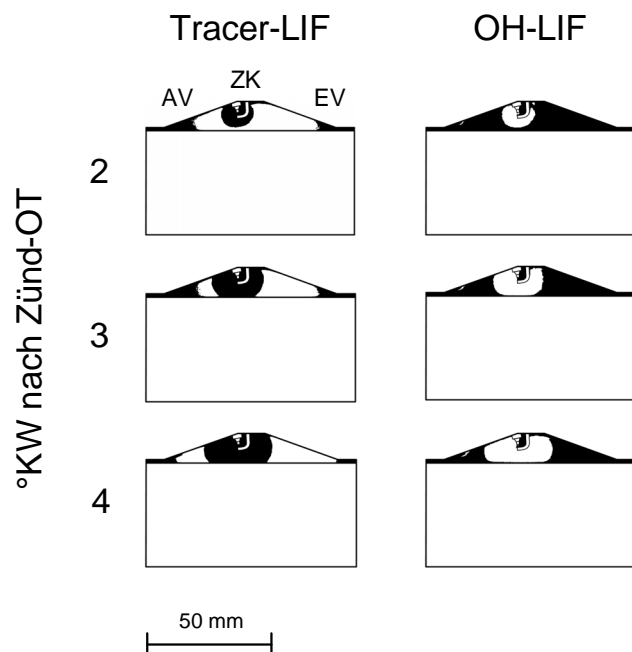 Tracer-LIF OH-LIF
AV ZK EV
2
3
4
°KW nach Zünd-OT
50 mm